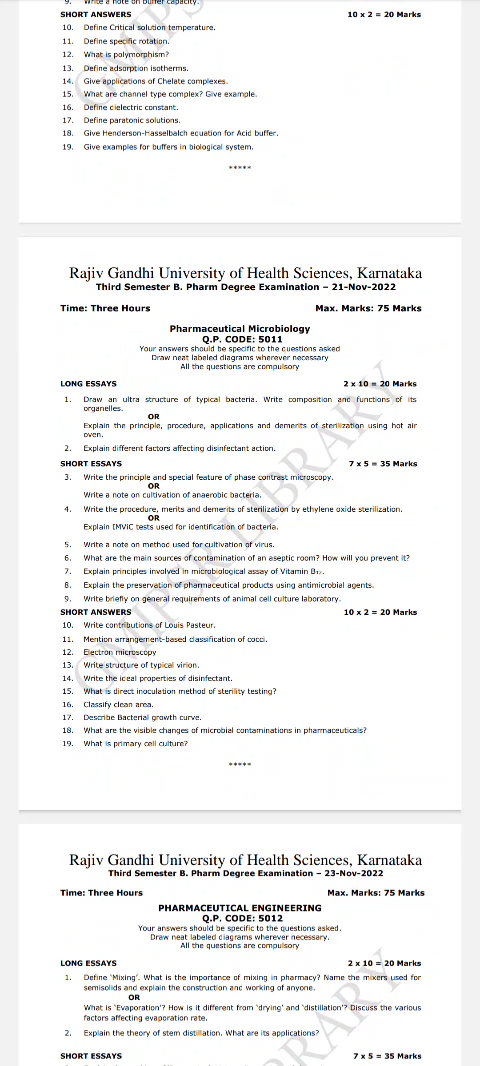 9. Write a note on buffer capacity.
SHORT ANSWERS 10 x 2 = 20 Marks
10. Define Critical solution temperature.
11. Define specific rotation.
12. What is polymorphism?
13. Define adsorption isotherms.
14. Give applications of Chelate complexes.
15. What are channel type complex? Give example.
16. Define dielectric constant.
17. Define paratonic solutions.
18. Give Henderson-Hasselbalch equation for Acid buffer.
19. Give examples for buffers in biological system.
*****
Rajiv Gandhi University of Health Sciences, Karnataka
Third Semester B. Pharm Degree Examination – 21-Nov-2022
Time: Three Hours Max. Marks: 75 Marks
Pharmaceutical Microbiology
Q.P. CODE: 5011
Your answers should be specific to the questions asked
Draw neat labeled diagrams wherever necessary
All the questions are compulsory
LONG ESSAYS 2 x 10 = 20 Marks
1. Draw an ultra structure of typical bacteria. Write composition and functions of its
organelles.
OR
Explain the principle, procedure, applications and demerits of sterilization using hot air
oven.
2. Explain different factors affecting disinfectant action.
SHORT ESSAYS 7 x 5 = 35 Marks
3. Write the principle and special feature of phase contrast microscopy.
OR
Write a note on cultivation of anaerobic bacteria.
4. Write the procedure, merits and demerits of sterilization by ethylene oxide sterilization.
OR
Explain IMViC tests used for identification of bacteria.
5. Write a note on method used for cultivation of virus.
6. What are the main sources of contamination of an aseptic room? How will you prevent it?
7. Explain principles involved in microbiological assay of Vitamin B₁₂.
8. Explain the preservation of pharmaceutical products using antimicrobial agents.
9. Write briefly on general requirements of animal cell culture laboratory.
SHORT ANSWERS 10 x 2 = 20 Marks
10. Write contributions of Louis Pasteur.
11. Mention arrangement-based classification of cocci.
12. Electron microscopy
13. Write structure of typical virion.
14. Write the ideal properties of disinfectant.
15. What is direct inoculation method of sterility testing?
16. Classify clean area.
17. Describe Bacterial growth curve.
18. What are the visible changes of microbial contaminations in pharmaceuticals?
19. What is primary cell culture?
*****
GMIPSR LIBRARY
Rajiv Gandhi University of Health Sciences, Karnataka
Third Semester B. Pharm Degree Examination – 23-Nov-2022
Time: Three Hours Max. Marks: 75 Marks
PHARMACEUTICAL ENGINEERING
Q.P. CODE: 5012
Your answers should be specific to the questions asked.
Draw neat labeled diagrams wherever necessary.
All the questions are compulsory
LONG ESSAYS 2 x 10 = 20 Marks
1. Define ‘Mixing’. What is the importance of mixing in pharmacy? Name the mixers used for
semisolids and explain the construction and working of anyone.
OR
What is ‘Evaporation’? How is it different from ‘drying’ and ‘distillation’? Discuss the various
factors affecting evaporation rate.
2. Explain the theory of stem distillation. What are its applications?
SHORT ESSAYS 7 x 5 = 35 Marks